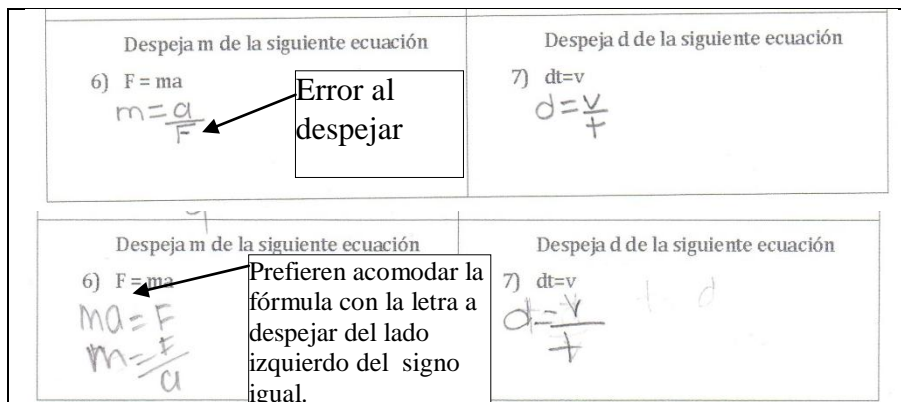 Despeja m de la siguiente ecuación
6) F = ma
m = a/F
Error al
despejar
Despeja d de la siguiente ecuación
7) dt=v
d = v/t
Despeja m de la siguiente ecuación
6) F = ma
ma = F
m = F/a
Prefieren acomodar la
fórmula con la letra a
despejar del lado
izquierdo del signo
igual.
Despeja d de la siguiente ecuación
7) dt=v
d = v/t